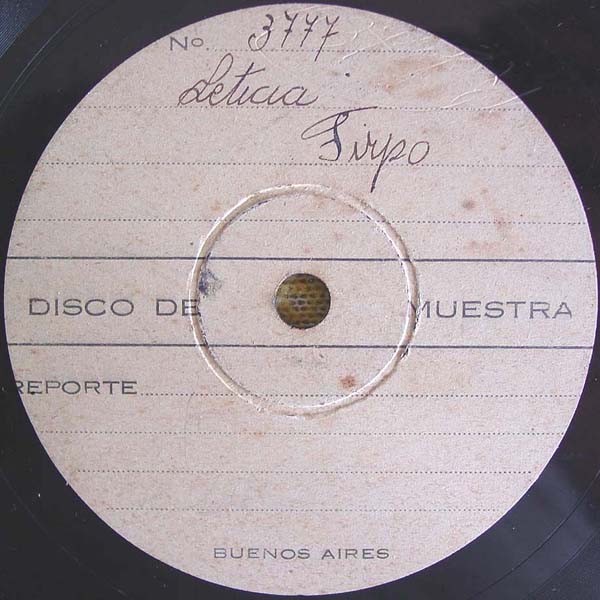 No. 3777
Leticia
Firpo
DISCO DE MUESTRA
REPORTE
BUENOS AIRES